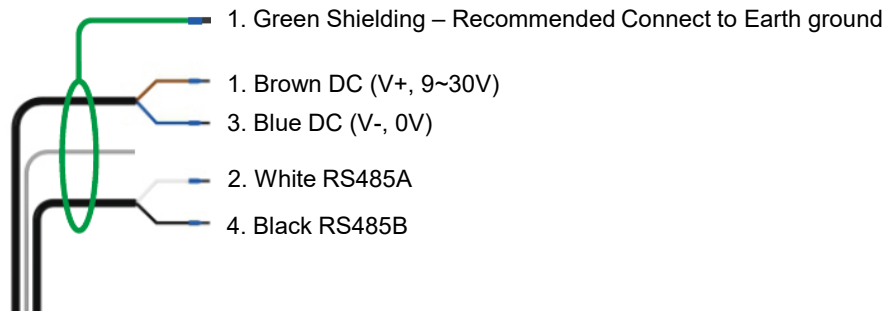 1. Green Shielding – Recommended Connect to Earth ground
1. Brown DC (V+, 9~30V)
3. Blue DC (V-, 0V)
2. White RS485A
4. Black RS485B